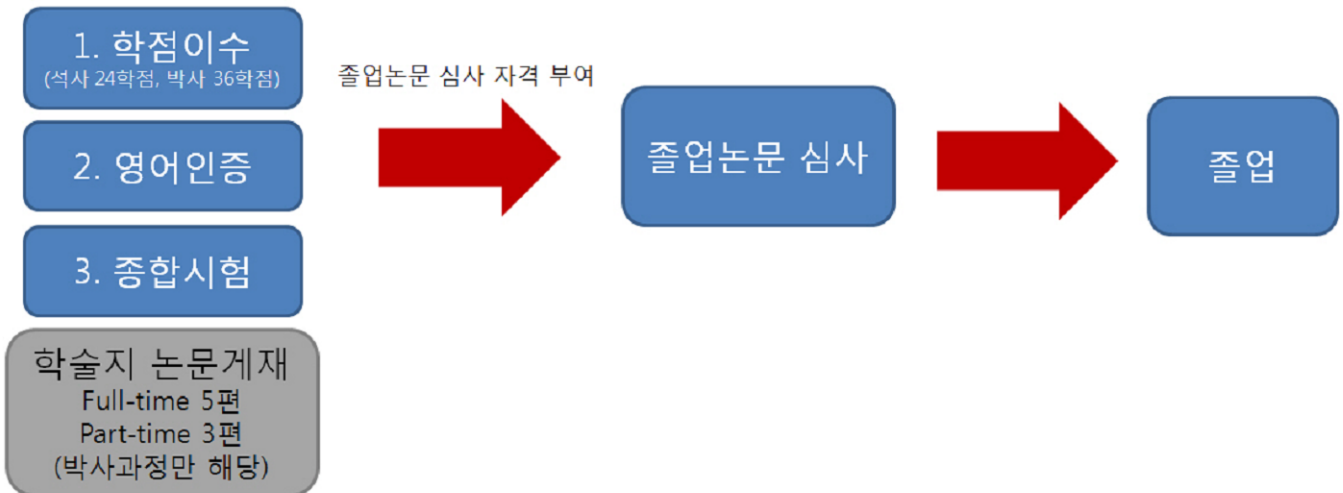 1. 학점이수
(석사 24학점, 박사 36학점)
2. 영어인증
3. 종합시험
학술지 논문게재
Full-time 5편
Part-time 3편
(박사과정만 해당)
졸업논문 심사 자격 부여
졸업논문 심사
졸업